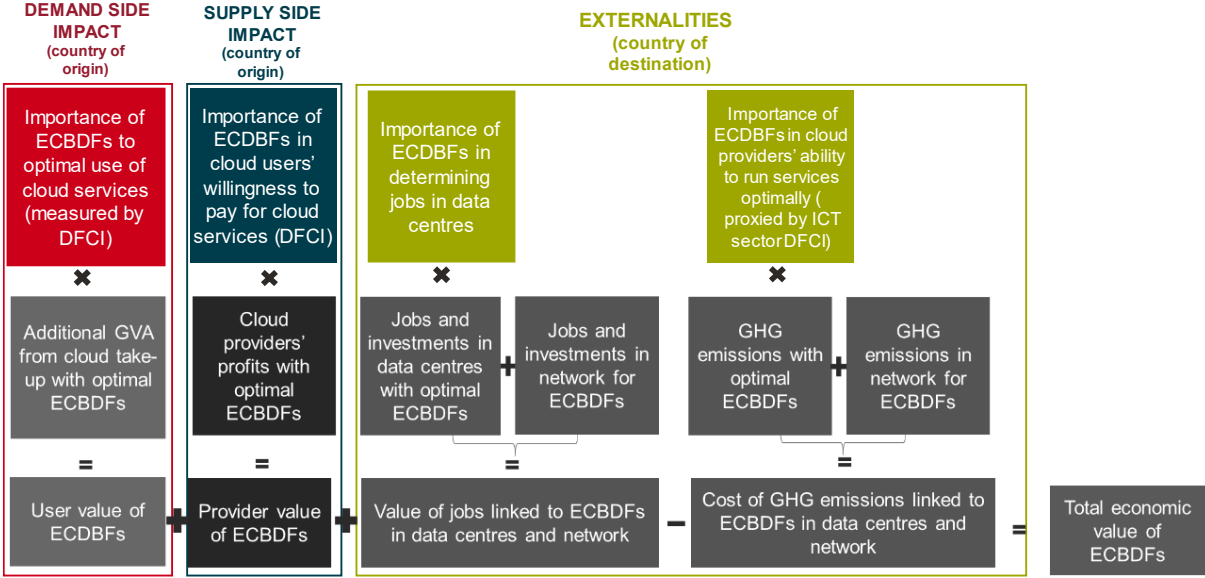 DEMAND SIDE
IMPACT
(country of
origin)
SUPPLY SIDE
IMPACT
(country of
origin)
EXTERNALITIES
(country of
destination)
Importance of
ECBDFs to
optimal use of
cloud services
(measured by
DFCI)
Importance of
ECDBFs in
cloud users'
willingness to
pay for cloud
services (DFCI)
Importance of
ECDBFs in
determining
jobs in data
centres
Importance of
ECDBFs in cloud
providers' ability
to run services
optimally (
proxied by ICT
sector DFCI)
✖
✖
✖
✖
Additional GVA
from cloud take-
up with optimal
ECBDFs
Cloud
providers'
profits with
optimal
ECBDFs
Jobs and
investments in
data centres
with optimal
ECBDFs
+
Jobs and
investments in
network for
ECBDFs
GHG
emissions with
optimal
ECBDFs
+
GHG
emissions in
network for
ECBDFs
=
=
=
=
User value of
ECDBFs
+
Provider value
of ECBDFs
+
Value of jobs linked to ECBDFs
in data centres and network
−
Cost of GHG emissions linked to
ECBDFs in data centres and
network
=
Total economic
value of
ECBDFs